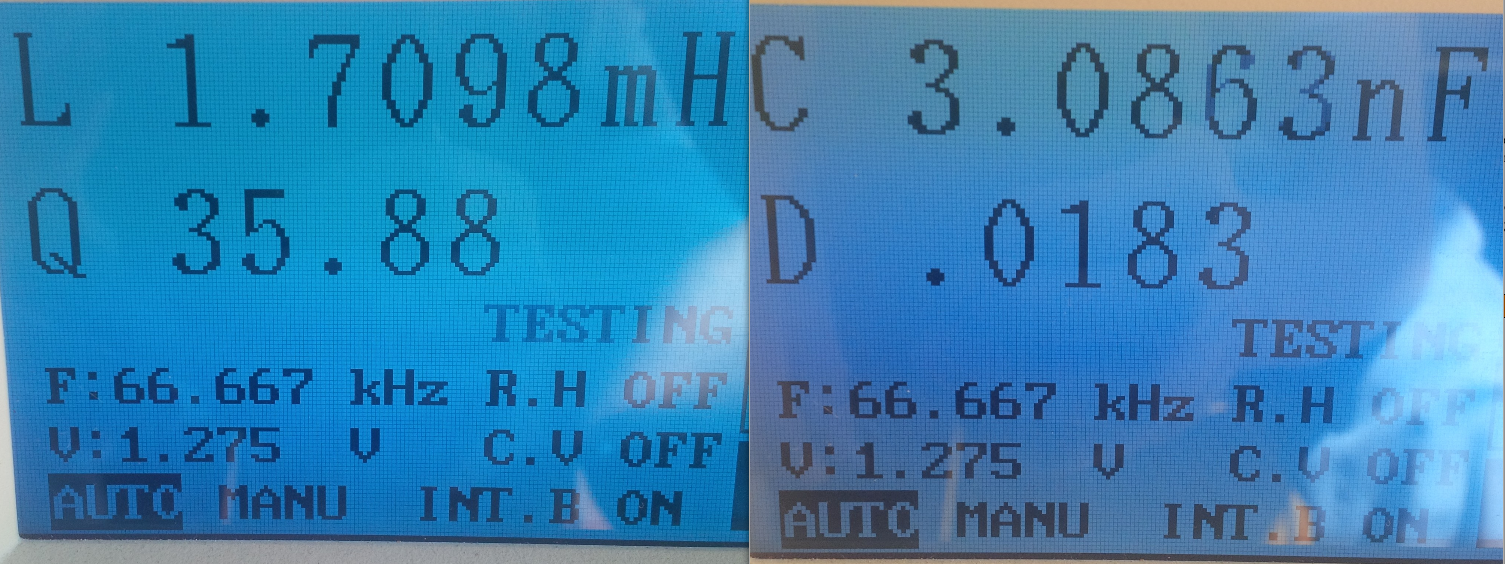 L 1.7098mH
Q 35.88
TESTING
F:66.667 kHz R.H OFF
V:1.275 V C.V OFF
AUTO MANU INT.B ON
C 3.0863nF
D .0183
TESTING
F:66.667 kHz R.H OFF
V:1.275 V C.V OFF
AUTO MANU INT.B ON